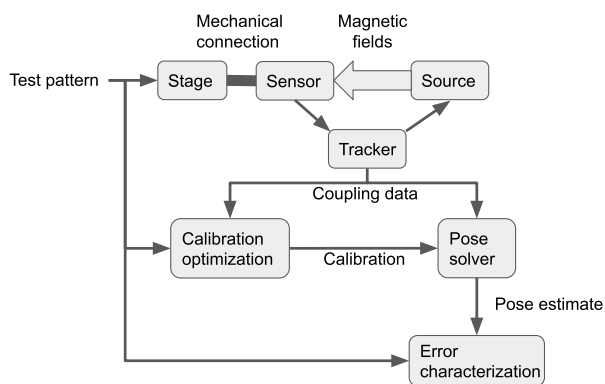 Mechanical
connection
Magnetic
fields
Test pattern
Stage
Sensor
Source
Tracker
Coupling data
Calibration
optimization
Calibration
Pose
solver
Pose estimate
Error
characterization